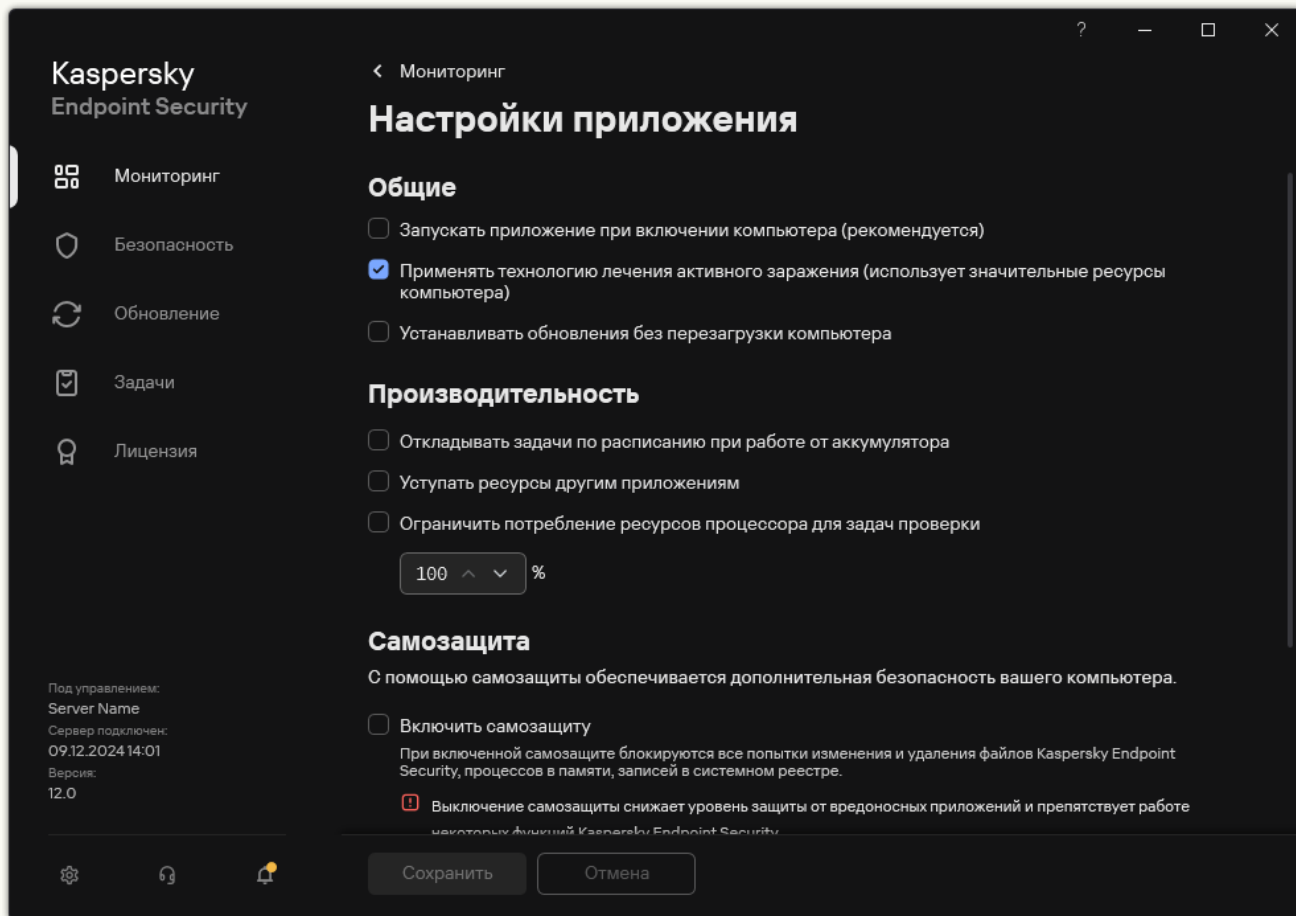 ?
Kaspersky
Endpoint Security
Мониторинг
Безопасность
Обновление
Задачи
Лицензия
Под управлением:
Server Name
Сервер подключен:
09.12.2024 14:01
Версия:
12.0
Мониторинг
Настройки приложения
Общие
Запускать приложение при включении компьютера (рекомендуется)
Применять технологию лечения активного заражения (использует значительные ресурсы
компьютера)
Устанавливать обновления без перезагрузки компьютера
Производительность
Откладывать задачи по расписанию при работе от аккумулятора
Уступать ресурсы другим приложениям
Ограничить потребление ресурсов процессора для задач проверки
100 %
Самозащита
С помощью самозащиты обеспечивается дополнительная безопасность вашего компьютера.
Включить самозащиту
При включенной самозащите блокируются все попытки изменения и удаления файлов Kaspersky Endpoint
Security, процессов в памяти, записей в системном реестре.
Выключение самозащиты снижает уровень защиты от вредоносных приложений и препятствует работе
некоторых функций Kaspersky Endpoint Security.
Сохранить
Отмена